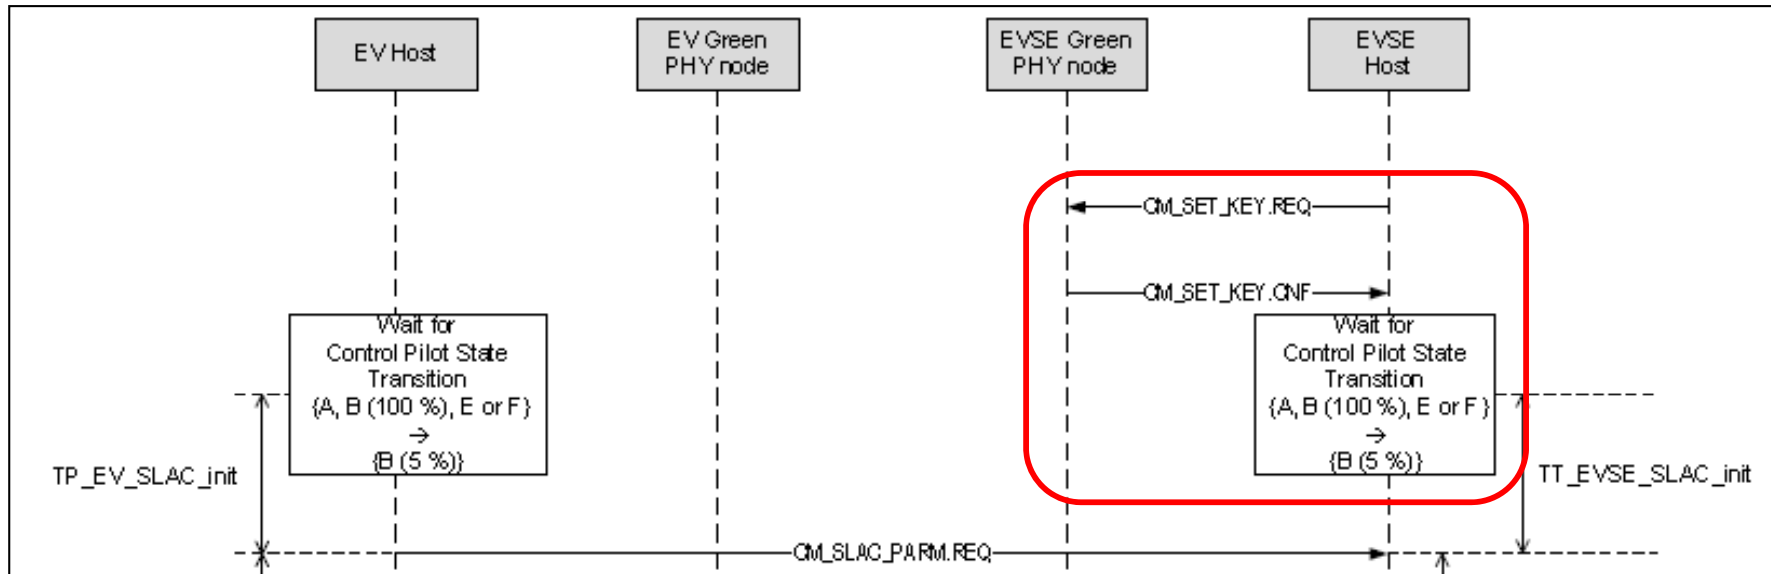 EV Host
EV Green
PHY node
EVSE Green
PHY node
EVSE
Host
CM_SET_KEY.REQ
CM_SET_KEY.CNF
Wait for
Control Pilot State
Transition
{A, B (100 %), E or F}
→
{B (5 %)}
Wait for
Control Pilot State
Transition
{A, B (100 %), E or F}
→
{B (5 %)}
TP_EV_SLAC_init
TT_EVSE_SLAC_init
CM_SLAC_PARM.REQ